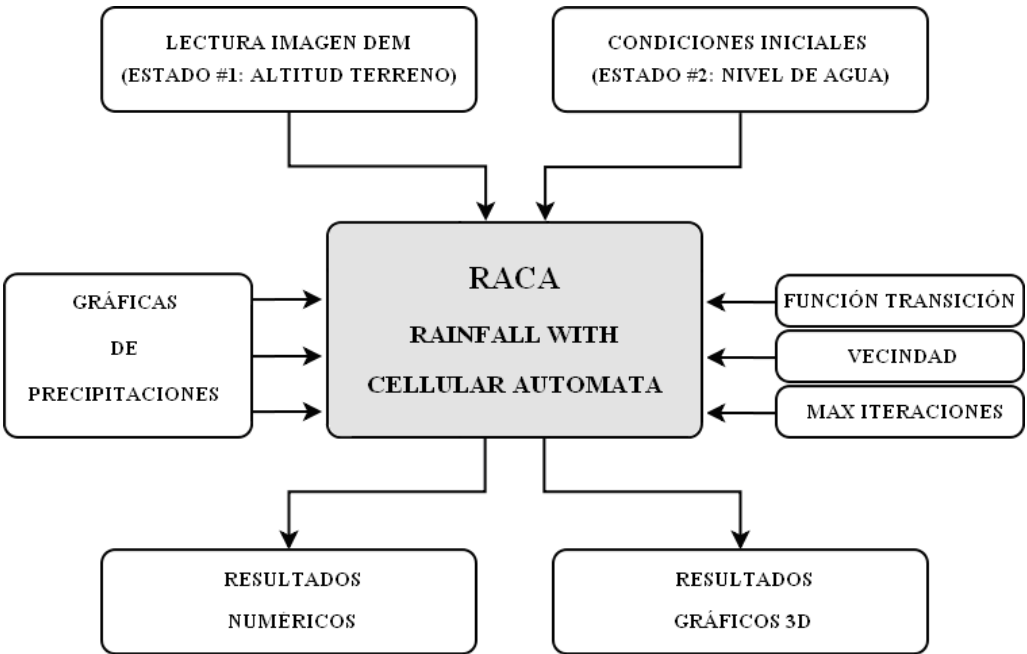 LECTURA IMAGEN DEM
(ESTADO #1: ALTITUD TERRENO)
CONDICIONES INICIALES
(ESTADO #2: NIVEL DE AGUA)
GRÁFICAS
DE
PRECIPITACIONES
RACA
RAINFALL WITH
CELLULAR AUTOMATA
FUNCIÓN TRANSICIÓN
VECINDAD
MAX ITERACIONES
RESULTADOS
NUMÉRICOS
RESULTADOS
GRÁFICOS 3D